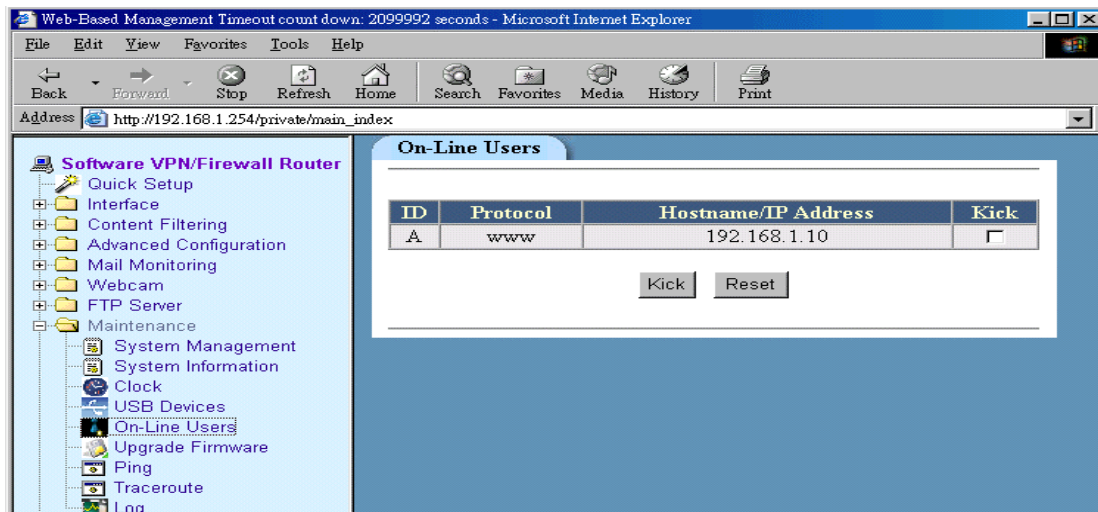 Web-Based Management Timeout count down: 2099992 seconds - Microsoft Internet Explorer
File Edit View Favorites Tools Help
Back Forward Stop Refresh Home Search Favorites Media History Print
Address http://192.168.1.254/private/main_index
Software VPN/Firewall Router
Quick Setup
Interface
Content Filtering
Advanced Configuration
Mail Monitoring
Webcam
FTP Server
Maintenance
System Management
System Information
Clock
USB Devices
On-Line Users
Upgrade Firmware
Ping
Traceroute
Log
On-Line Users
ID Protocol Hostname/IP Address Kick
A www 192.168.1.10
Kick Reset